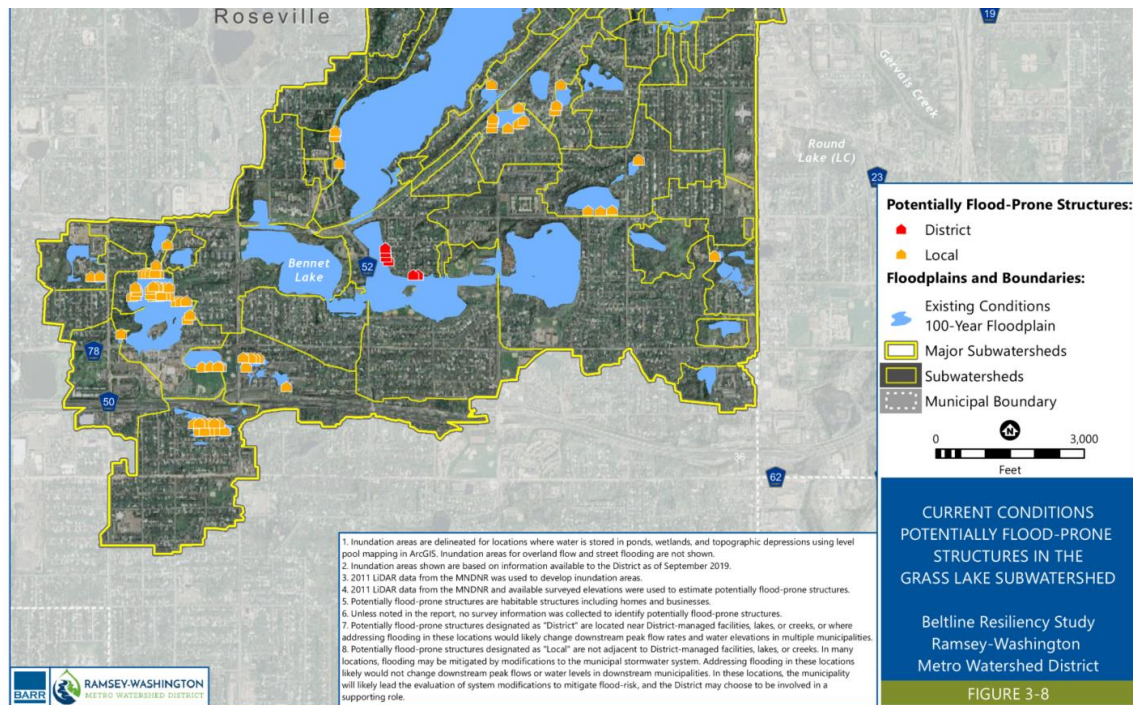 Roseville
19
Gervais Creek
Round
Lake (LC)
23
Bennet
Lake
52
78
50
36
62
Potentially Flood-Prone Structures:
District
Local
Floodplains and Boundaries:
Existing Conditions
100-Year Floodplain
Major Subwatersheds
Subwatersheds
Municipal Boundary
N
0 3,000
Feet
CURRENT CONDITIONS
POTENTIALLY FLOOD-PRONE
STRUCTURES IN THE
GRASS LAKE SUBWATERSHED
Beltline Resiliency Study
Ramsey-Washington
Metro Watershed District
FIGURE 3-8
1. Inundation areas are delineated for locations where water is stored in ponds, wetlands, and topographic depressions using level
pool mapping in ArcGIS. Inundation areas for overland flow and street flooding are not shown.
2. Inundation areas shown are based on information available to the District as of September 2019.
3. 2011 LiDAR data from the MNDNR was used to develop inundation areas.
4. 2011 LiDAR data from the MNDNR and available surveyed elevations were used to estimate potentially flood-prone structures.
5. Potentially flood-prone structures are habitable structures including homes and businesses.
6. Unless noted in the report, no survey information was collected to identify potentially flood-prone structures.
7. Potentially flood-prone structures designated as "District" are located near District-managed facilities, lakes, or creeks, or where
addressing flooding in these locations would likely change downstream peak flow rates and water elevations in multiple municipalities.
8. Potentially flood-prone structures designated as "Local" are not adjacent to District-managed facilities, lakes, or creeks. In many
locations, flooding may be mitigated by modifications to the municipal stormwater system. Addressing flooding in these locations
likely would not change downstream peak flows or water levels in downstream municipalities. In these locations, the municipality
will likely lead the evaluation of system modifications to mitigate flood-risk, and the District may choose to be involved in a
supporting role.
BARR
RAMSEY-WASHINGTON
METRO WATERSHED DISTRICT